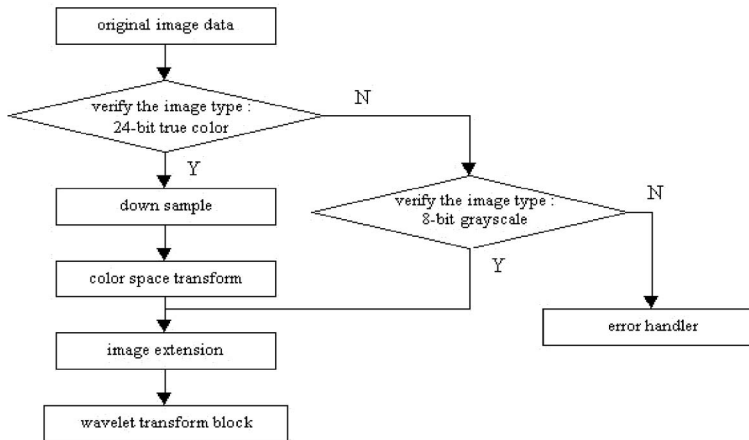 original image data
verify the image type :
24-bit true color
N
Y
down sample
verify the image type :
8-bit grayscale
N
Y
color space transform
error handler
image extension
wavelet transform block